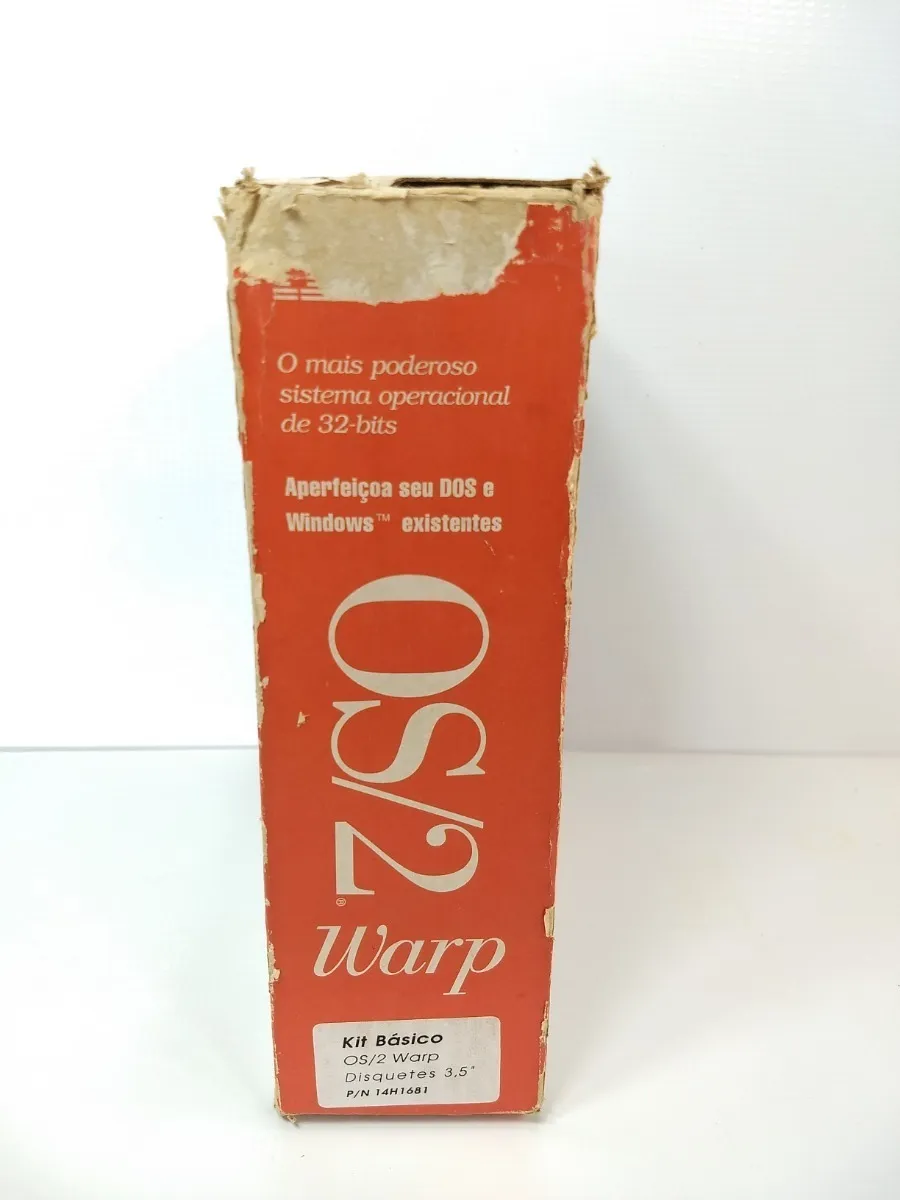 O mais poderoso
sistema operacional
de 32-bits
Aperfeiçoa seu DOS e
Windows™ existentes
OS/2®
Warp
Kit Básico
OS/2 Warp
Disquetes 3,5"
P/N 14H1681